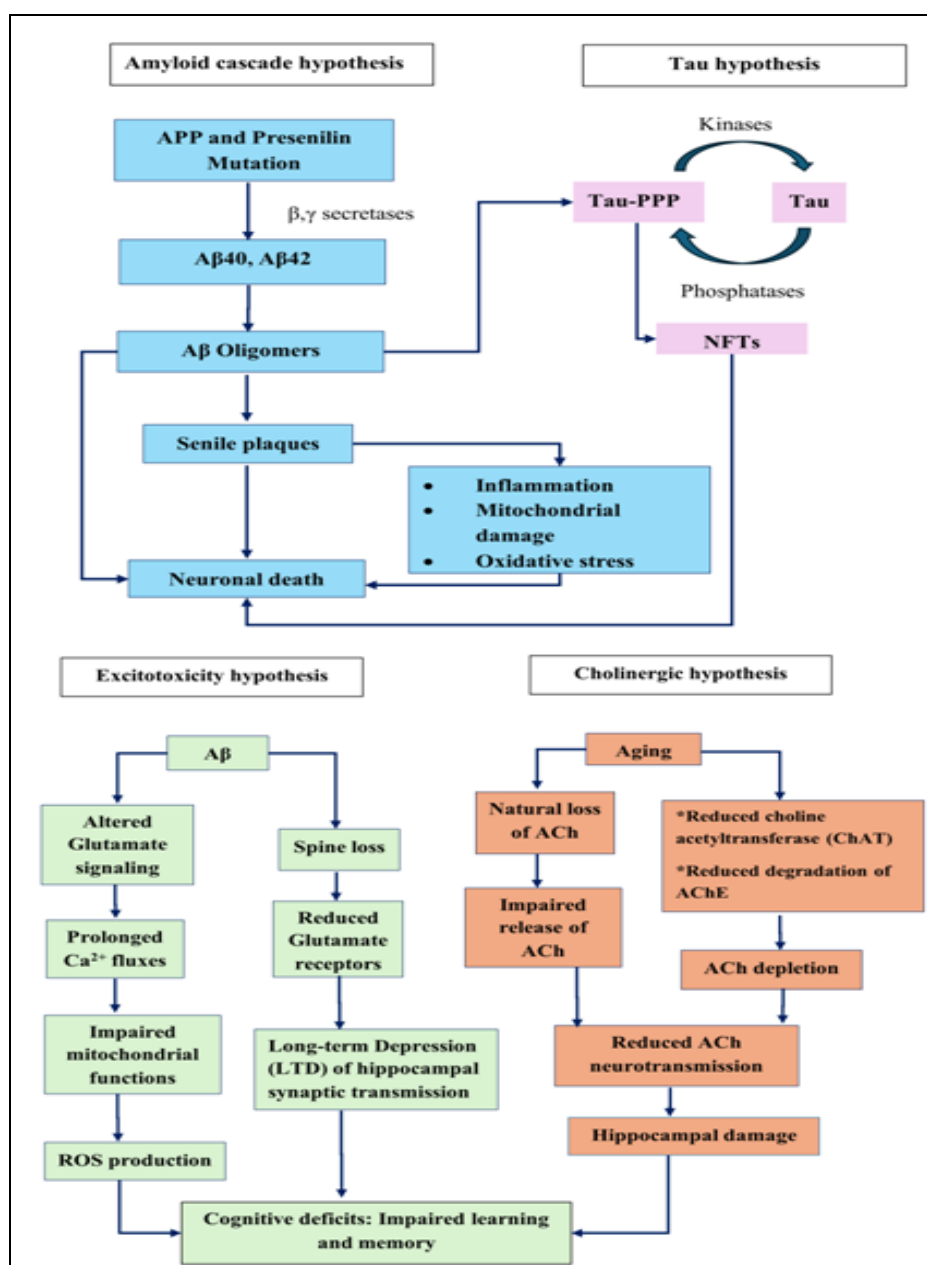 Amyloid cascade hypothesis
Tau hypothesis
APP and Presenilin
Mutation
β,γ secretases
Aβ40, Aβ42
Aβ Oligomers
Senile plaques
• Inflammation
• Mitochondrial
damage
• Oxidative stress
Neuronal death
Kinases
Tau-PPP
Tau
Phosphatases
NFTs
Excitotoxicity hypothesis
Cholinergic hypothesis
Aβ
Altered
Glutamate
signaling
Prolonged
Ca²⁺ fluxes
Impaired
mitochondrial
functions
ROS production
Spine loss
Reduced
Glutamate
receptors
Long-term Depression
(LTD) of hippocampal
synaptic transmission
Aging
Natural loss
of ACh
Impaired
release of
ACh
*Reduced choline
acetyltransferase (ChAT)
*Reduced degradation of
AChE
ACh depletion
Reduced ACh
neurotransmission
Hippocampal damage
Cognitive deficits: Impaired learning
and memory